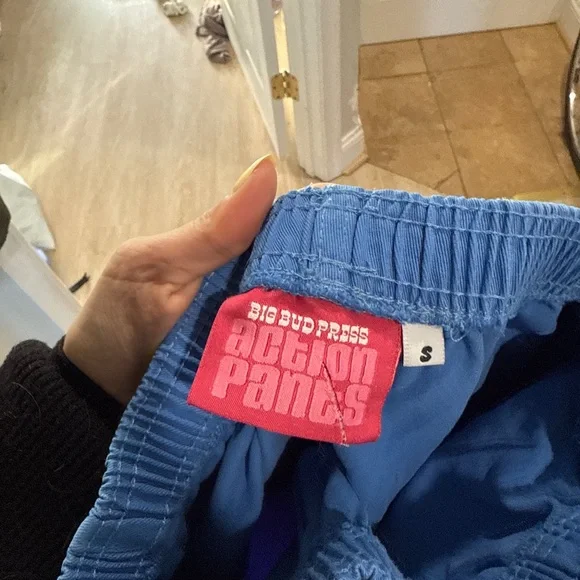 BIG BUD PRESS
action
pants
S